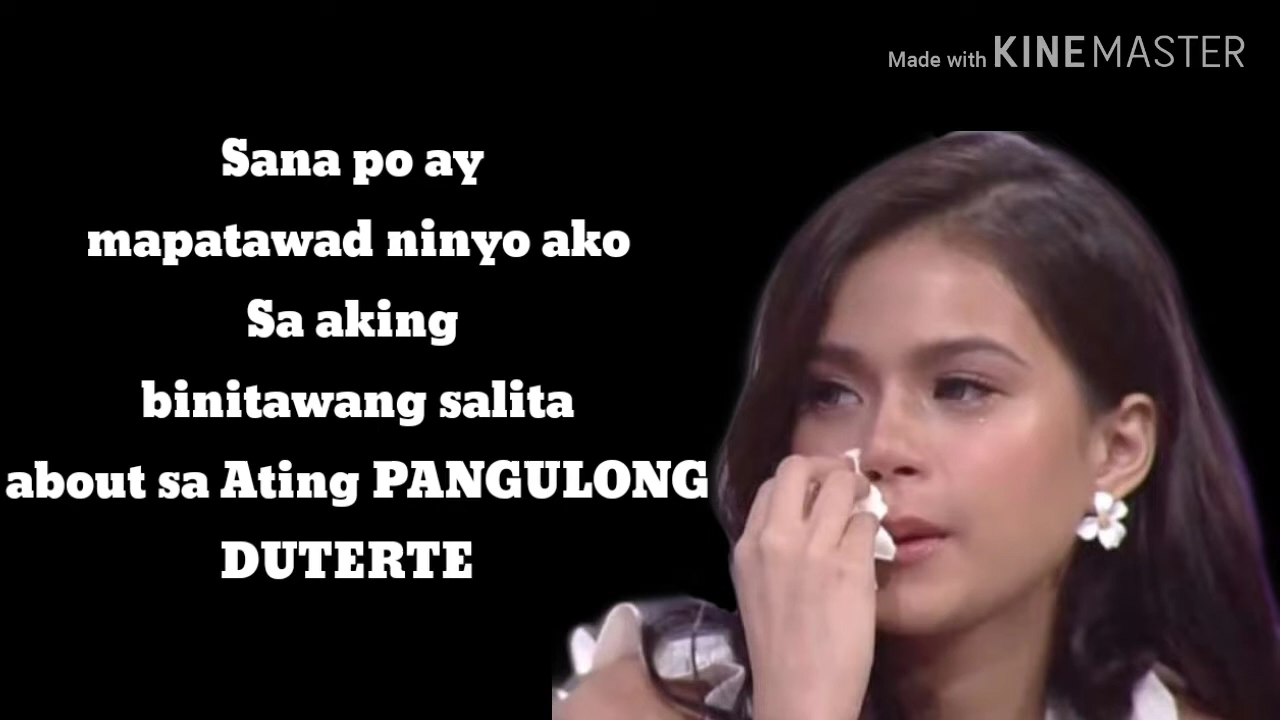 Made with KINEMASTER
Sana po ay
mapatawad ninyo ako
Sa aking
binitawang salita
about sa Ating PANGULONG
DUTERTE